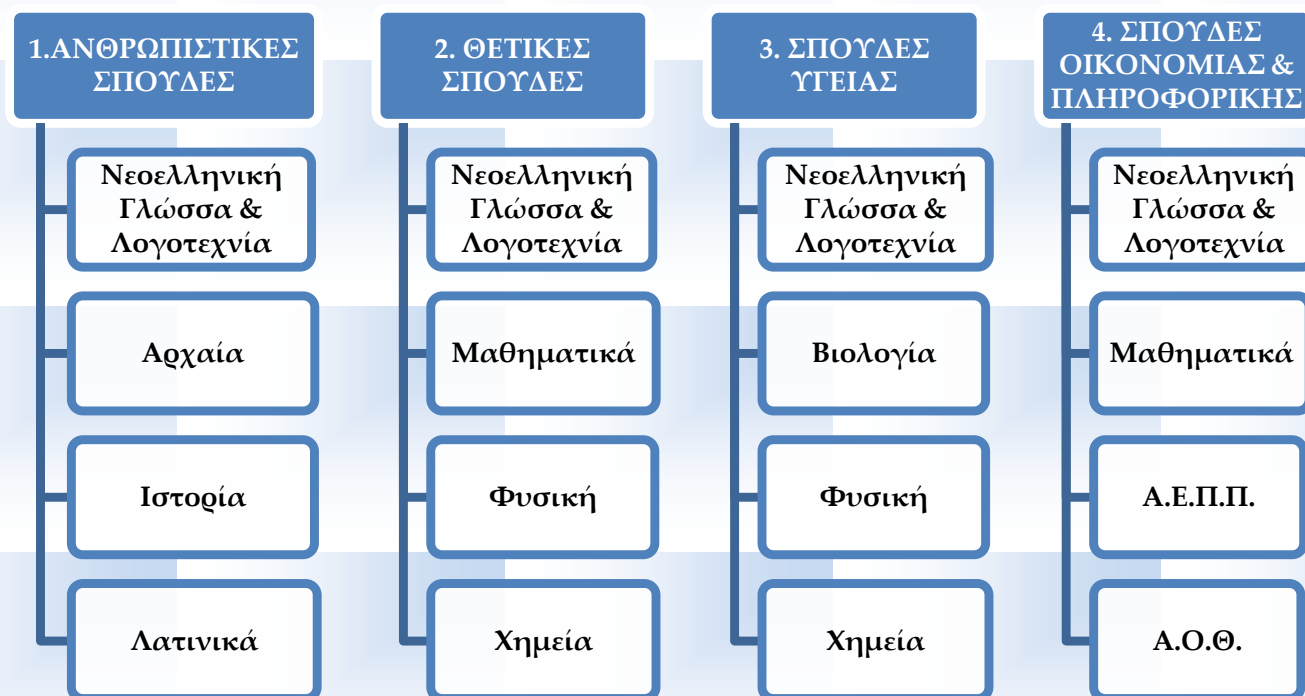 1.ΑΝΘΡΩΠΙΣΤΙΚΕΣ
ΣΠΟΥΔΕΣ
Νεοελληνική
Γλώσσα &
Λογοτεχνία
Αρχαία
Ιστορία
Λατινικά
2. ΘΕΤΙΚΕΣ
ΣΠΟΥΔΕΣ
Νεοελληνική
Γλώσσα &
Λογοτεχνία
Μαθηματικά
Φυσική
Χημεία
3. ΣΠΟΥΔΕΣ
ΥΓΕΙΑΣ
Νεοελληνική
Γλώσσα &
Λογοτεχνία
Βιολογία
Φυσική
Χημεία
4. ΣΠΟΥΔΕΣ
ΟΙΚΟΝΟΜΙΑΣ &
ΠΛΗΡΟΦΟΡΙΚΗΣ
Νεοελληνική
Γλώσσα &
Λογοτεχνία
Μαθηματικά
Α.Ε.Π.Π.
Α.Ο.Θ.